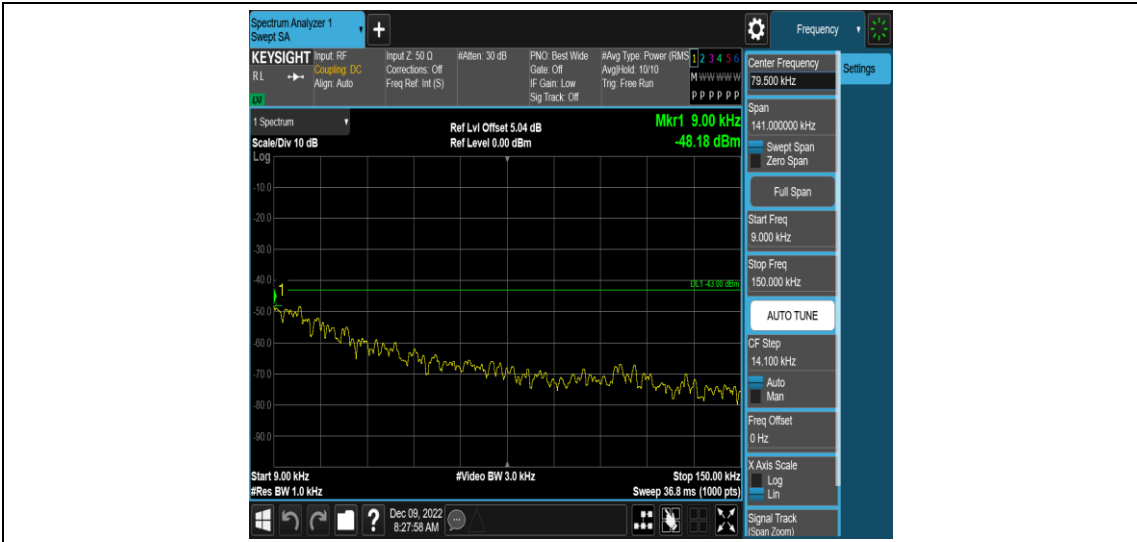 Spectrum Analyzer 1
Swept SA
+
Frequency
KEYSIGHT
RL
LXI
Input: RF
Coupling: DC
Align: Auto
Input Z: 50 Ω
Corrections: Off
Freq Ref: Int (S)
#Atten: 30 dB
PNO: Best Wide
Gate: Off
IF Gain: Low
Sig Track: Off
#Avg Type: Power (RMS
Avg|Hold: 10/10
Trig: Free Run
1 2 3 4 5 6
M W W W W W
P P P P P P
1 Spectrum
Scale/Div 10 dB
Log
Ref Lvl Offset 5.04 dB
Ref Level 0.00 dBm
Mkr1 9.00 kHz
-48.18 dBm
-10.0
-20.0
-30.0
-40.0
DL1 -43.00 dBm
1
-50.0
-60.0
-70.0
-80.0
-90.0
Start 9.00 kHz
#Res BW 1.0 kHz
#Video BW 3.0 kHz
Stop 150.00 kHz
Sweep 36.8 ms (1000 pts)
?
Dec 09, 2022
8:27:58 AM
Center Frequency
79.500 kHz
Settings
Span
141.000000 kHz
Swept Span
Zero Span
Full Span
Start Freq
9.000 kHz
Stop Freq
150.000 kHz
AUTO TUNE
CF Step
14.100 kHz
Auto
Man
Freq Offset
0 Hz
X Axis Scale
Log
Lin
Signal Track
(Span Zoom)